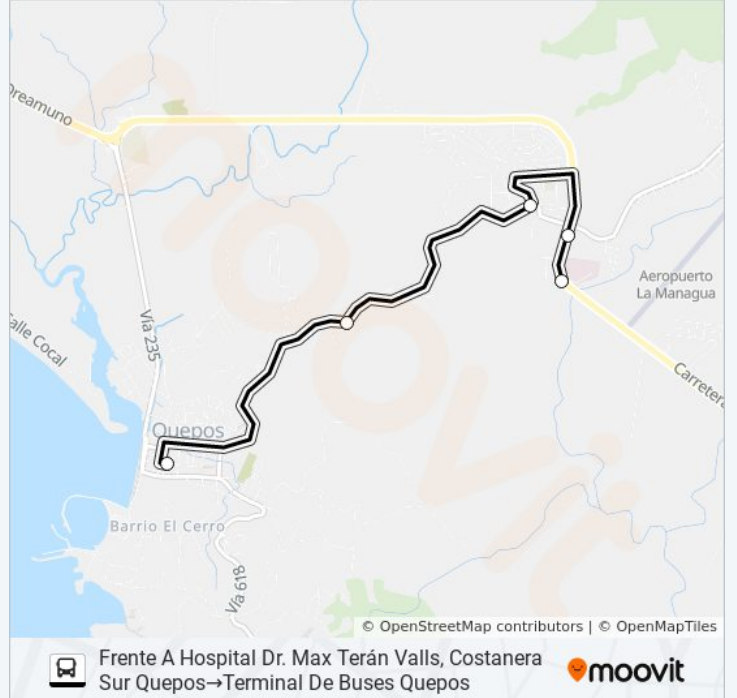 Oreamuno
Aeropuerto
La Managua
Vía 235
Calle Cocal
Carretera
Quepos
Barrio El Cerro
Vía 618
moovit
© OpenStreetMap contributors | © OpenMapTiles
Frente A Hospital Dr. Max Terán Valls, Costanera
Sur Quepos→Terminal De Buses Quepos
moovit